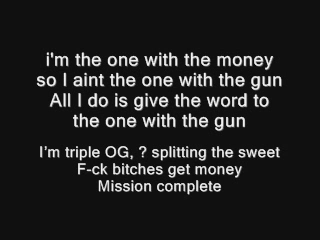 i'm the one with the money
so I aint the one with the gun
All I do is give the word to
the one with the gun
I'm triple OG, ? splitting the sweet
F-ck bitches get money
Mission complete